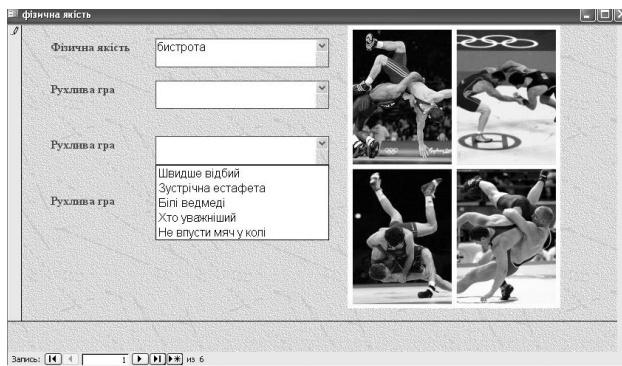 фізична якість
Фізична якість бистрота
Рухлива гра
Рухлива гра
Швидше відбий
Зустрічна естафета
Білі ведмеді
Рухлива гра
Хто уважніший
Не впусти мяч у колі
Запись: 1 из 6